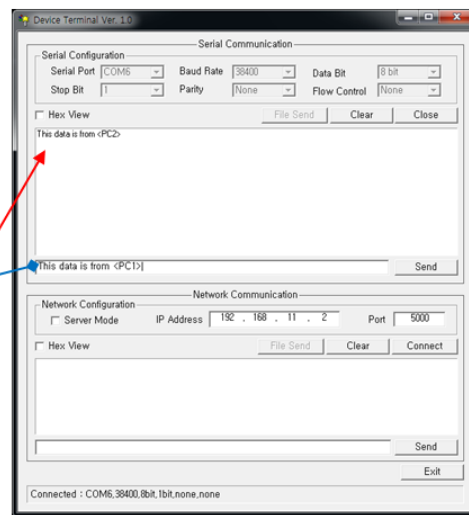 Device Terminal Ver. 1.0
Serial Communication
Serial Configuration
Serial Port COM6 Baud Rate 38400 Data Bit 8 bit
Stop Bit 1 Parity None Flow Control None
Hex View File Send Clear Close
This data is from <PC2>
This data is from <PC1> Send
Network Communication
Network Configuration
Server Mode IP Address 192 . 168 . 11 . 2 Port 5000
Hex View File Send Clear Connect
Send
Exit
Connected : COM6,38400,8bit,1bit,none,none